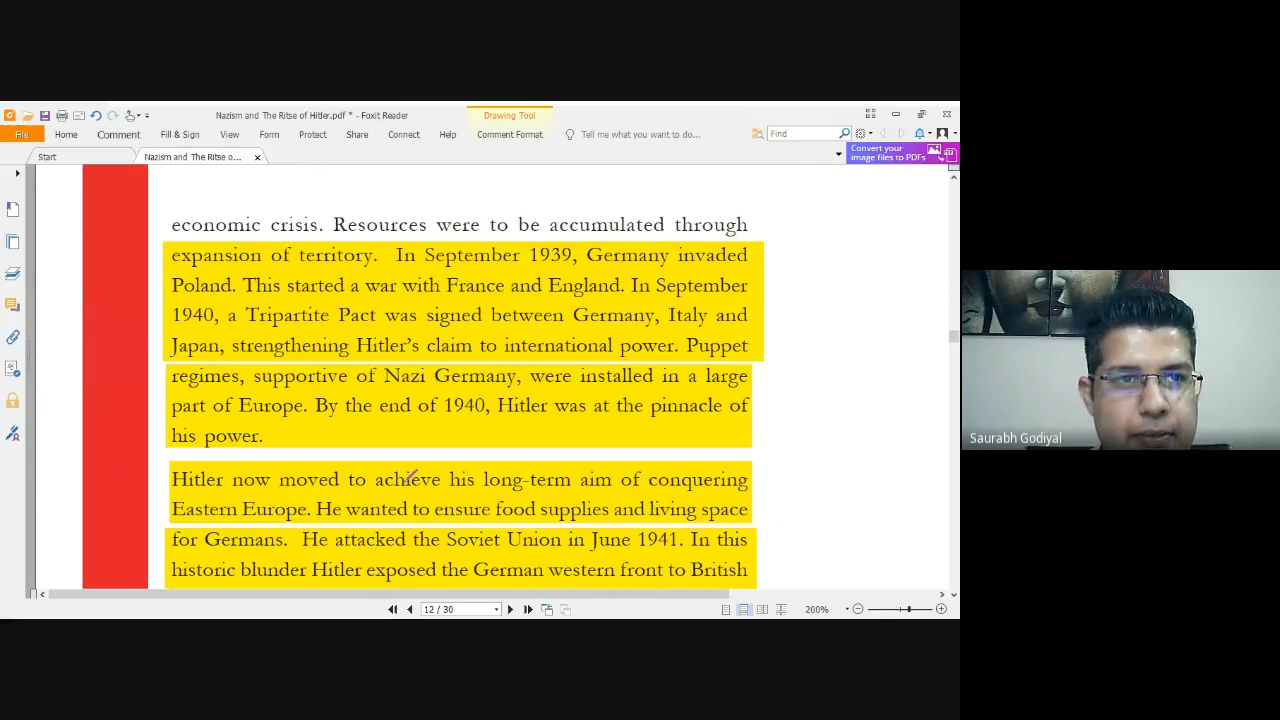 Nazism and The Ritse of Hitler.pdf * - Foxit Reader
Drawing Tool
File
Home
Comment
Fill & Sign
View
Form
Protect
Share
Connect
Help
Comment Format
Tell me what you want to do...
Find
Start
Nazism and The Ritse o...
Convert your
image files to PDFs
economic crisis. Resources were to be accumulated through
expansion of territory. In September 1939, Germany invaded
Poland. This started a war with France and England. In September
1940, a Tripartite Pact was signed between Germany, Italy and
Japan, strengthening Hitler's claim to international power. Puppet
regimes, supportive of Nazi Germany, were installed in a large
part of Europe. By the end of 1940, Hitler was at the pinnacle of
his power.
Hitler now moved to achieve his long-term aim of conquering
Eastern Europe. He wanted to ensure food supplies and living space
for Germans. He attacked the Soviet Union in June 1941. In this
historic blunder Hitler exposed the German western front to British
12 / 30
200%
Saurabh Godiyal